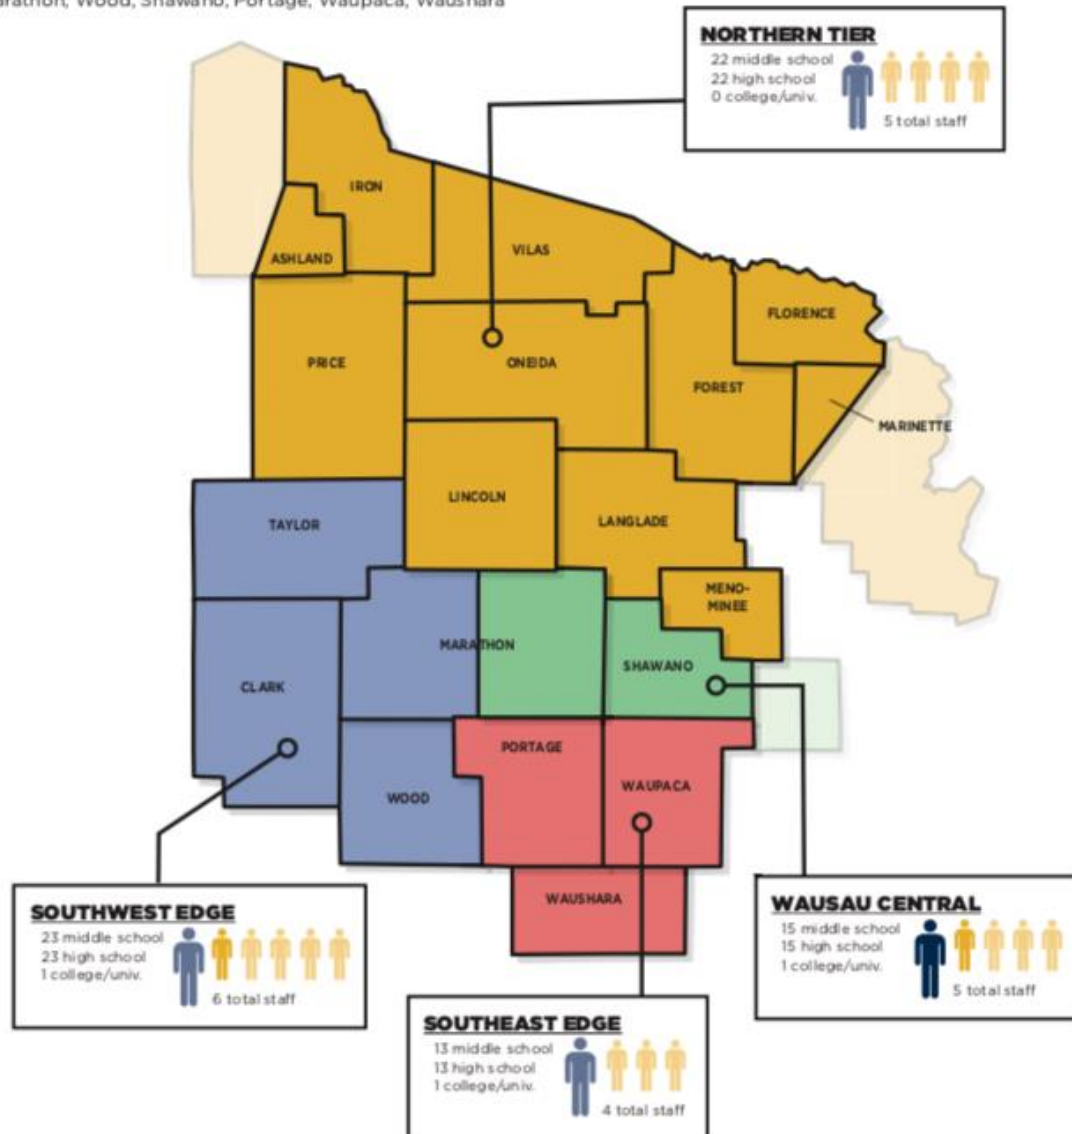 Marathon, Wood, Shawano, Portage, Waupaca, Waushara
NORTHERN TIER
22 middle school
22 high school
0 college/univ.
5 total staff
IRON
ASHLAND
VILAS
FLORENCE
PRICE
ONEIDA
FOREST
MARINETTE
LINCOLN
TAYLOR
LANGLADE
MENO-
MINEE
MARATHON
SHAWANO
CLARK
PORTAGE
WAUPACA
WOOD
WAUSHARA
SOUTHWEST EDGE
23 middle school
23 high school
1 college/univ.
6 total staff
WAUSAU CENTRAL
15 middle school
15 high school
1 college/univ.
5 total staff
SOUTHEAST EDGE
13 middle school
13 high school
1 college/univ.
4 total staff